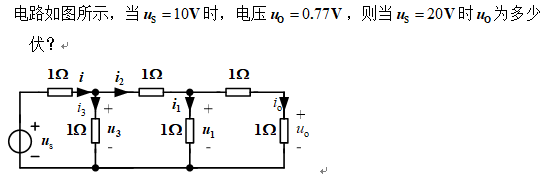 电路如图所示，当 uS = 10V 时，电压 uO = 0.77V，则当 uS = 20V 时 uO 为多少
伏？
1Ω i i2 1Ω 1Ω
i3 + i1 + io
+ 1Ω u3 1Ω u1 1Ω + uo
us
- - - -